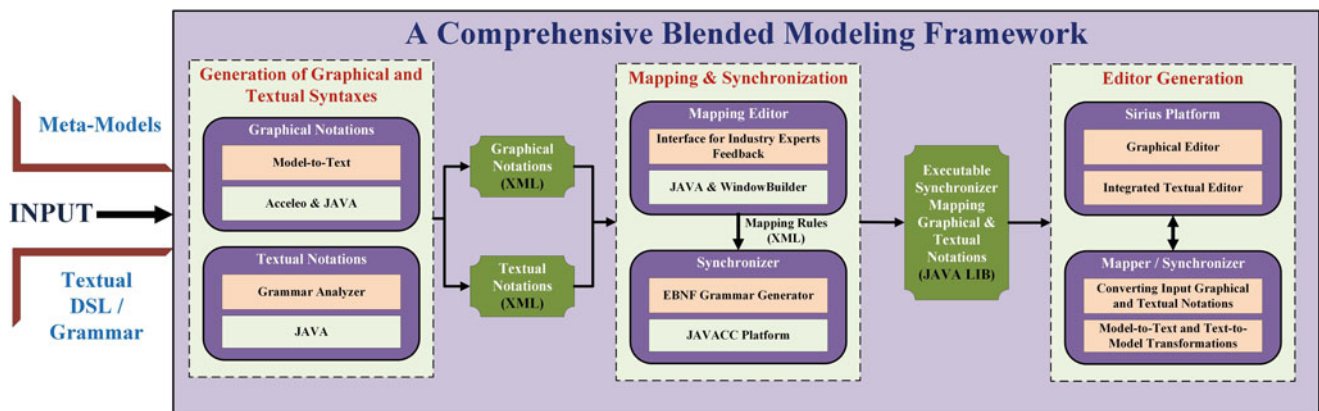 A Comprehensive Blended Modeling Framework
Meta-Models
INPUT
Textual
DSL /
Grammar
Generation of Graphical and
Textual Syntaxes
Graphical Notations
Model-to-Text
Acceleo & JAVA
Textual Notations
Grammar Analyzer
JAVA
Graphical
Notations
(XML)
Textual
Notations
(XML)
Mapping & Synchronization
Mapping Editor
Interface for Industry Experts
Feedback
JAVA & WindowBuilder
Mapping Rules
(XML)
Synchronizer
EBNF Grammar Generator
JAVACC Platform
Executable
Synchronizer
Mapping
Graphical &
Textual
Notations
(JAVA LIB)
Editor Generation
Sirius Platform
Graphical Editor
Integrated Textual Editor
Mapper / Synchronizer
Converting Input Graphical
and Textual Notations
Model-to-Text and Text-to-
Model Transformations